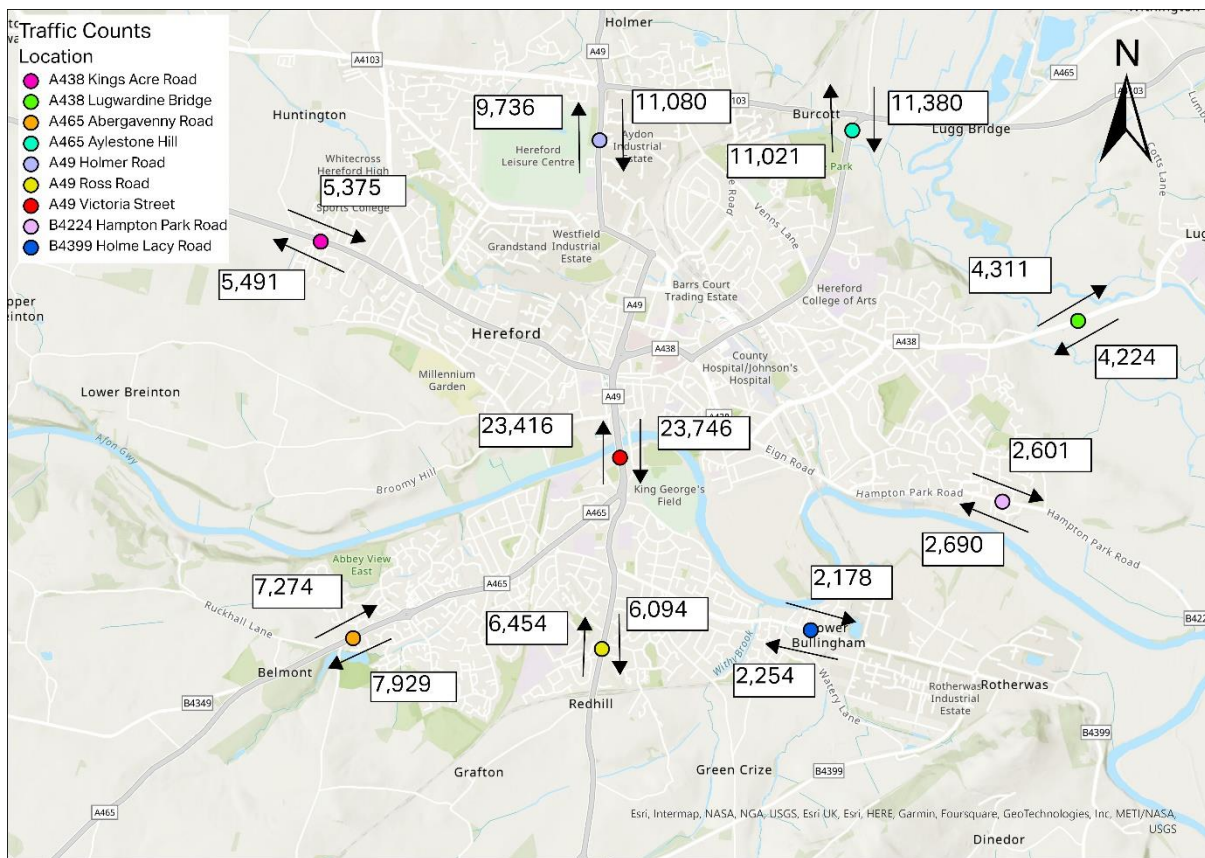 Traffic Counts
Location
A438 Kings Acre Road
A438 Lugwardine Bridge
A465 Abergavenny Road
A465 Aylestone Hill
A49 Holmer Road
A49 Ross Road
A49 Victoria Street
B4224 Hampton Park Road
B4399 Holme Lacy Road
Holmer
A49
A4103
N
A465
9,736
11,080
11,380
Burcott
Lugg Bridge
Huntington
Aydon
Industrial
Estate
Hereford
Leisure Centre
11,021
Cotts Lane
Whitecross
Hereford High
Sports College
5,375
Venns Lane
Grandstand
Westfield
Industrial
Estate
5,491
4,311
Barrs Court
Trading Estate
Hereford
College of Arts
A49
Hereford
A438
A438
County
Hospital/Johnson's
Hospital
4,224
Millennium
Garden
Lower Breinton
A49
23,416
23,746
Afon Gwy
Broomy Hill
Eign Road
2,601
King George's
Field
Hampton Park Road
Hampton Park Road
A465
2,690
Abbey View
East
7,274
A465
2,178
Ruckhall Lane
6,454
6,094
Lower
Bullingham
Withy Brook
Belmont
7,929
2,254
Watery Lane
Rotherwas
Rotherwas
Industrial
Estate
B4349
Redhill
B4399
Grafton
Green Crize
B4399
A465
Esri, Intermap, NASA, NGA, USGS, Esri UK, Esri, HERE, Garmin, Foursquare, GeoTechnologies, Inc, METI/NASA,
USGS
Dinedor